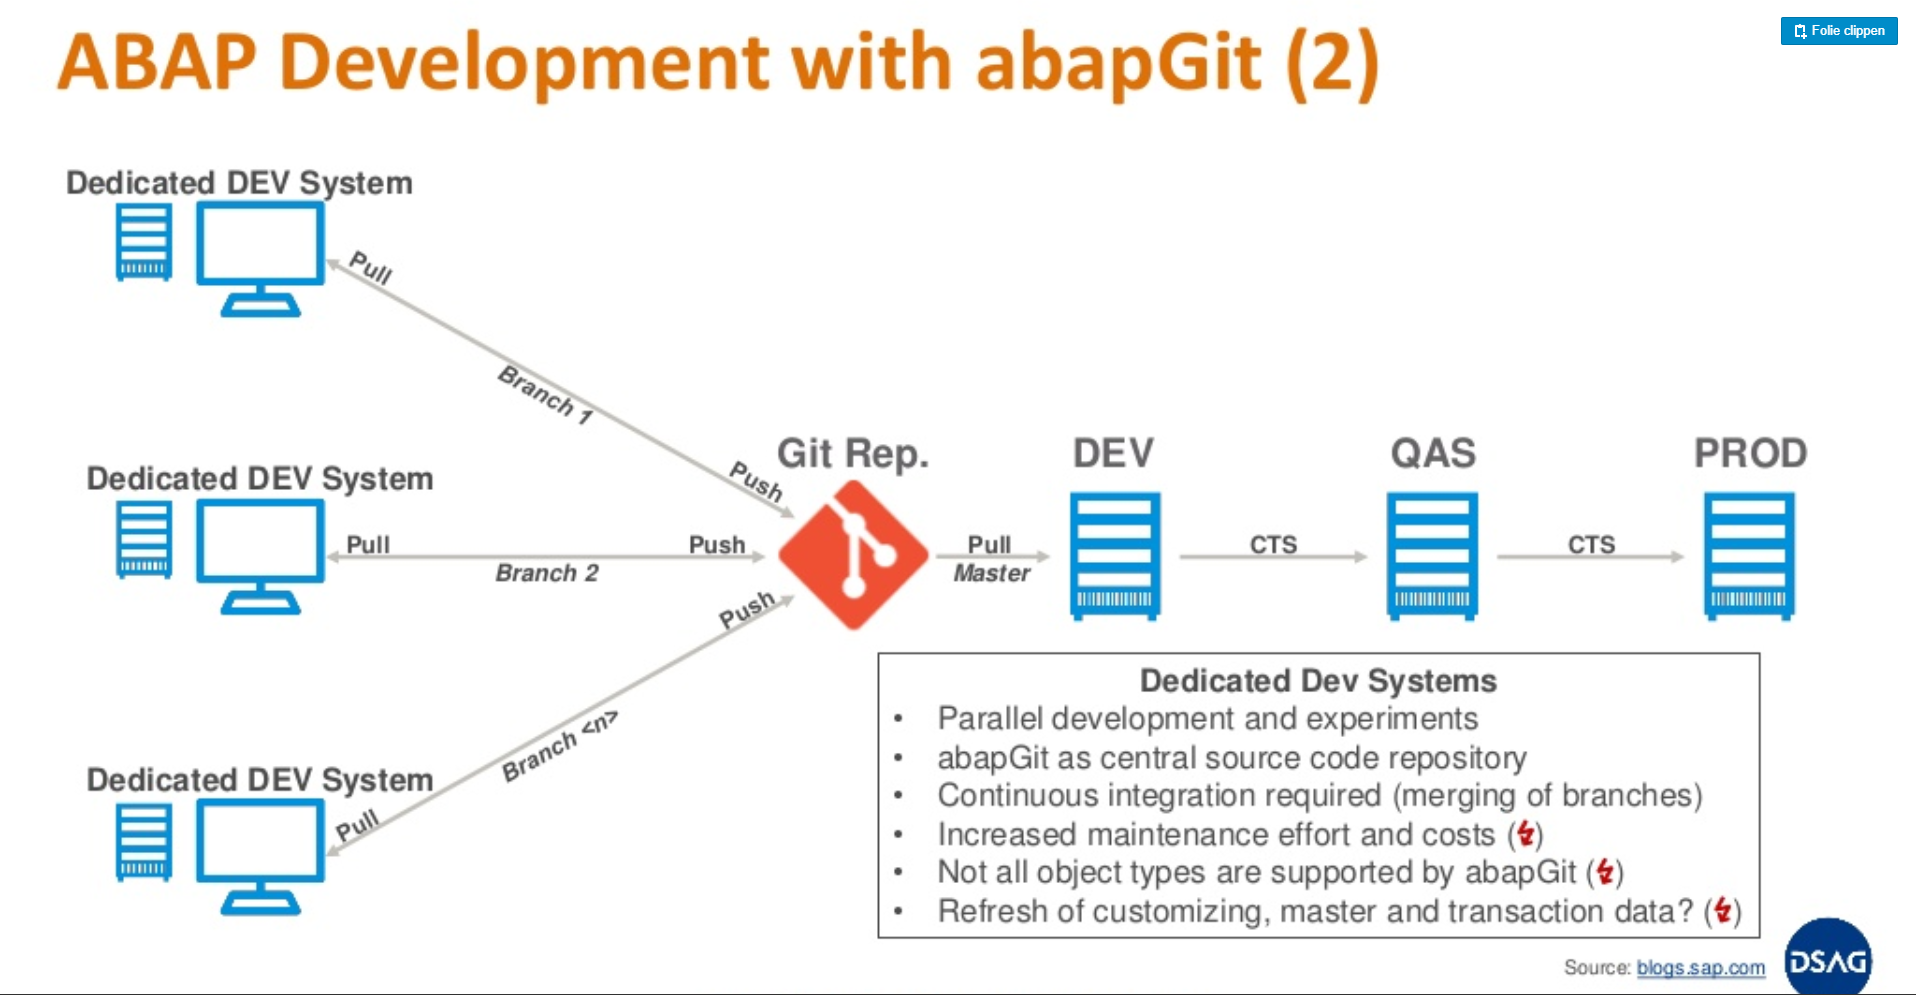 ABAP Development with abapGit (2)
Folie clippen
Dedicated DEV System
Pull
Branch 1
Push
Dedicated DEV System
Pull
Push
Branch 2
Dedicated DEV System
Pull
Branch <n>
Push
Git Rep.
Pull
Master
DEV
CTS
QAS
CTS
PROD
Dedicated Dev Systems
• Parallel development and experiments
• abapGit as central source code repository
• Continuous integration required (merging of branches)
• Increased maintenance effort and costs (↯)
• Not all object types are supported by abapGit (↯)
• Refresh of customizing, master and transaction data? (↯)
Source: blogs.sap.com
DSAG